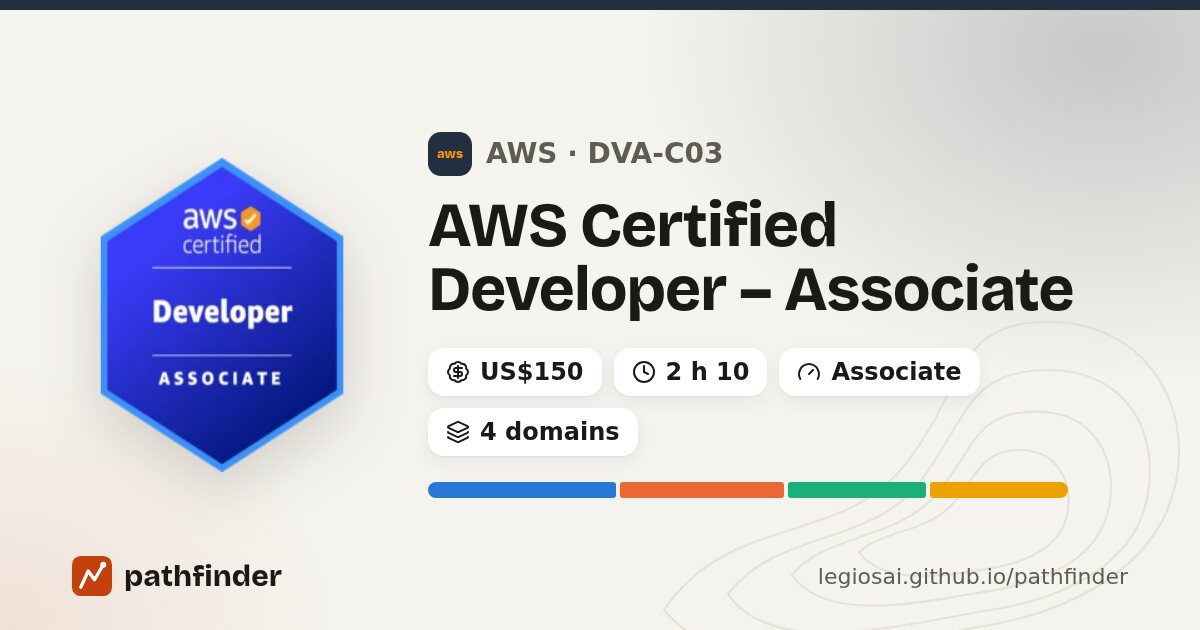 aws
certified
Developer
ASSOCIATE
aws
AWS · DVA-C03
AWS Certified
Developer – Associate
US$150
2 h 10
Associate
4 domains
pathfinder
legiosai.github.io/pathfinder